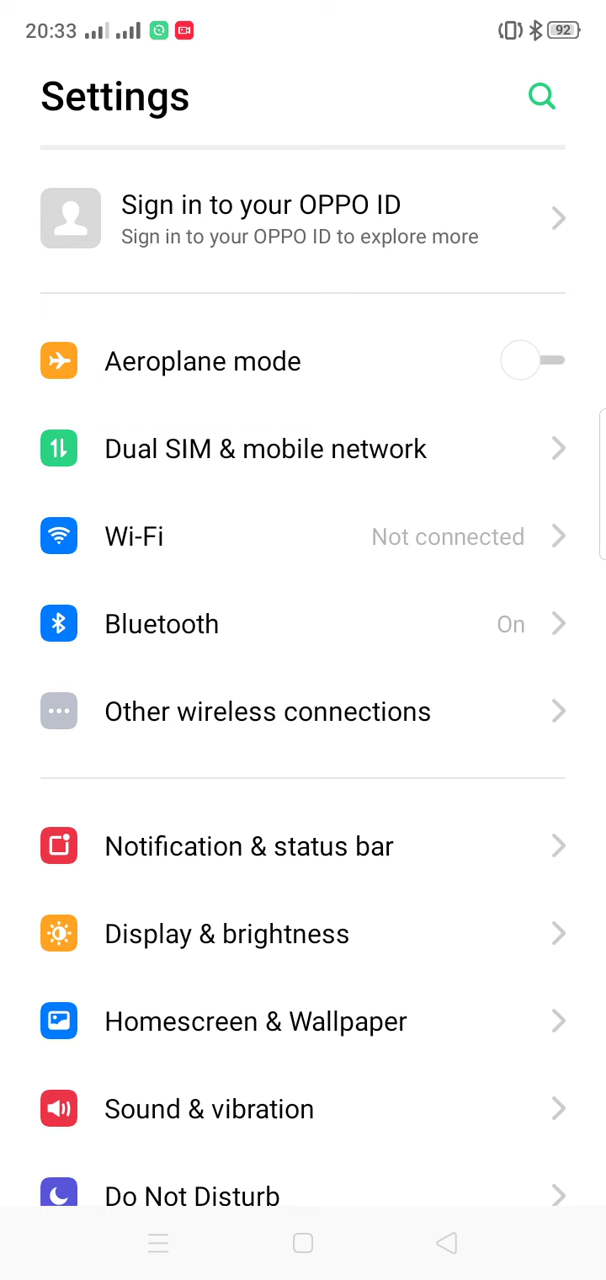 20:33 92
Settings
Sign in to your OPPO ID
Sign in to your OPPO ID to explore more
Aeroplane mode
Dual SIM & mobile network
Wi-Fi Not connected
Bluetooth On
Other wireless connections
Notification & status bar
Display & brightness
Homescreen & Wallpaper
Sound & vibration
Do Not Disturb